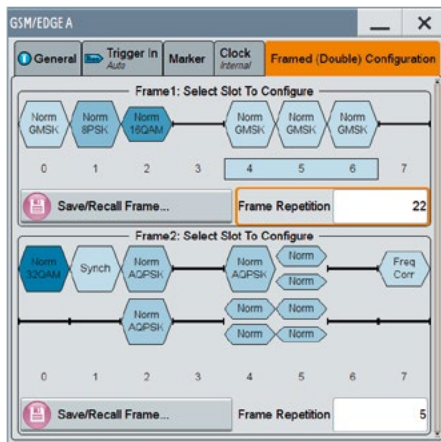 GSM/EDGE A
General Trigger In Auto Marker Clock Internal Framed (Double) Configuration
Frame1: Select Slot To Configure
Norm GMSK Norm 8PSK Norm 16QAM Norm GMSK Norm GMSK Norm GMSK
0 1 2 3 4 5 6 7
Save/Recall Frame... Frame Repetition 22
Frame2: Select Slot To Configure
Norm 32QAM Synch Norm AQPSK Norm AQPSK Norm Norm Freq Corr
Norm AQPSK Norm Norm Norm Norm
0 1 2 3 4 5 6 7
Save/Recall Frame... Frame Repetition 5